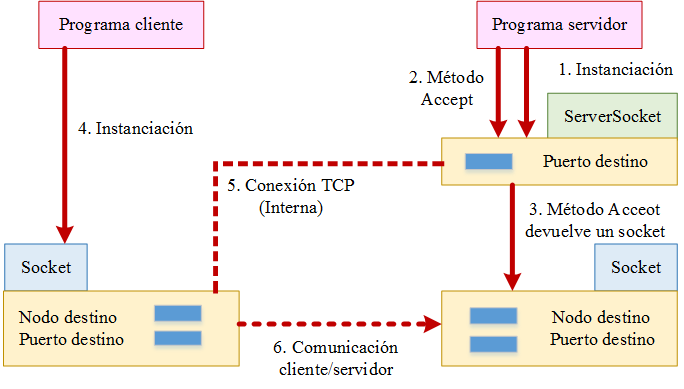 Programa cliente
Programa servidor
1. Instanciación
2. Método
Accept
4. Instanciación
ServerSocket
Puerto destino
5. Conexión TCP
(Interna)
3. Método Acceot
devuelve un socket
Socket
Socket
Nodo destino
Puerto destino
Nodo destino
Puerto destino
6. Comunicación
cliente/servidor